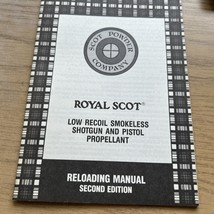 SCOT POWDER
COMPANY
ROYAL SCOT®
LOW RECOIL SMOKELESS
SHOTGUN AND PISTOL
PROPELLANT
RELOADING MANUAL
SECOND EDITION